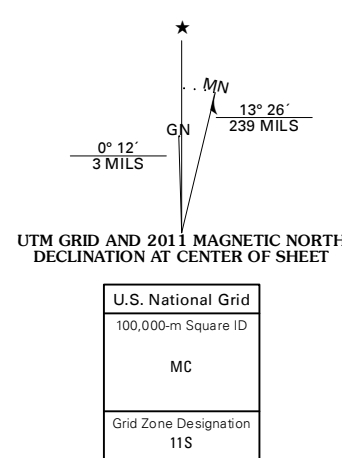 ★
MN
GN
13° 26´
239 MILS
0° 12´
3 MILS
UTM GRID AND 2011 MAGNETIC NORTH
DECLINATION AT CENTER OF SHEET
U.S. National Grid
100,000-m Square ID
MC
Grid Zone Designation
11S